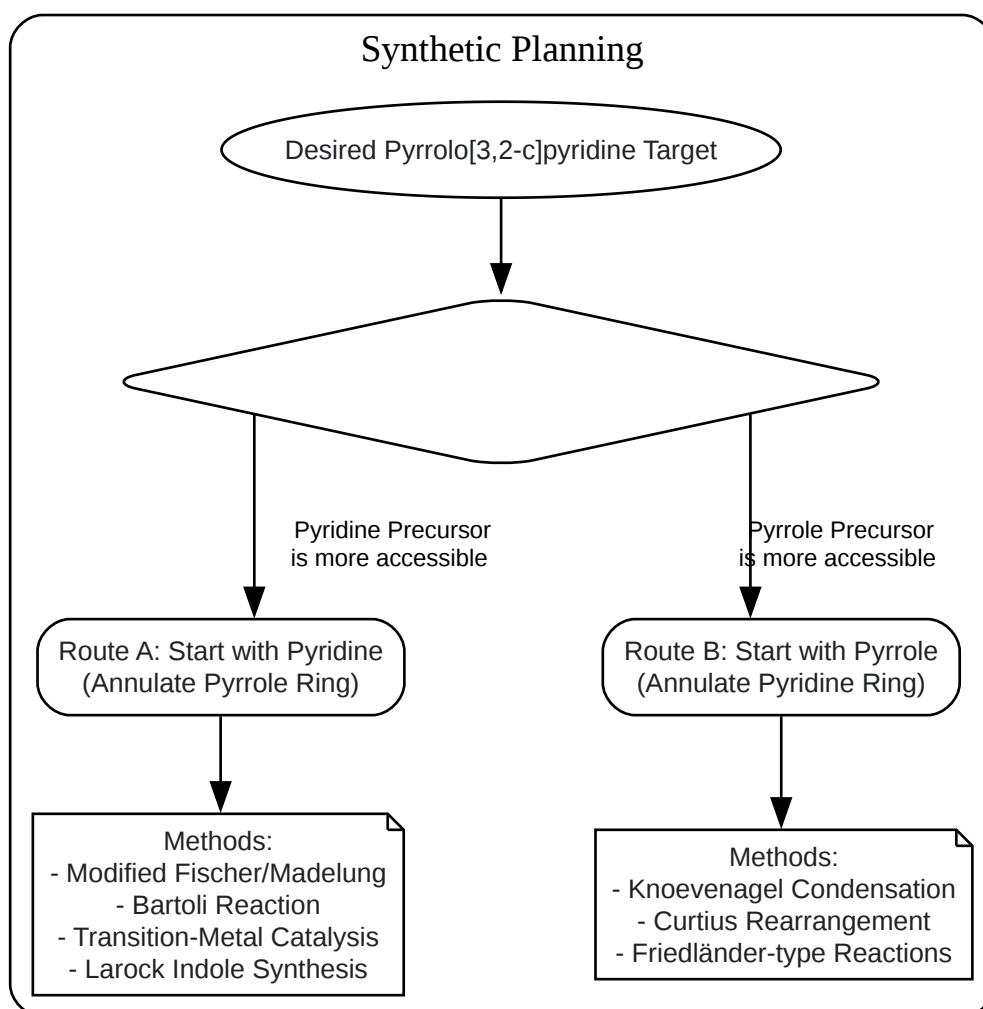 Synthetic Planning
Desired Pyrrolo[3,2-c]pyridine Target
Pyridine Precursor
is more accessible
Pyrrole Precursor
is more accessible
Route A: Start with Pyridine
(Annulate Pyrrole Ring)
Route B: Start with Pyrrole
(Annulate Pyridine Ring)
Methods:
- Modified Fischer/Madelung
- Bartoli Reaction
- Transition-Metal Catalysis
- Larock Indole Synthesis
Methods:
- Knoevenagel Condensation
- Curtius Rearrangement
- Friedländer-type Reactions